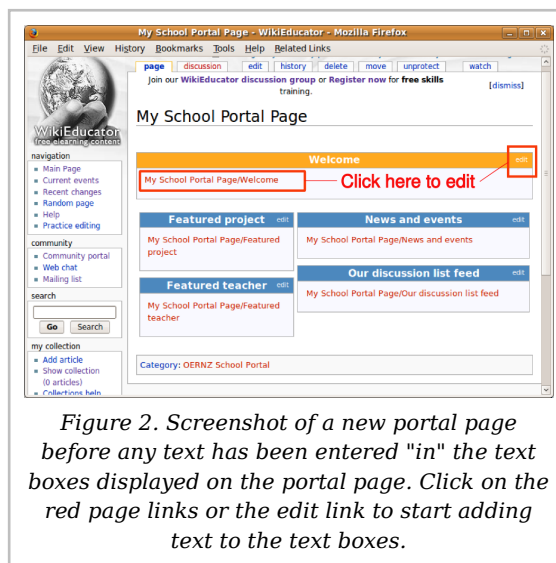 My School Portal Page - WikiEducator - Mozilla Firefox
File Edit View History Bookmarks Tools Help Related Links
page discussion edit history delete move unprotect watch
Join our WikiEducator discussion group or Register now for free skills
training.
[dismiss]
My School Portal Page
WikiEducator
free elearning content
navigation
Main Page
Current events
Recent changes
Random page
Help
Practice editing
community
Community portal
Web chat
Mailing list
search
Go Search
my collection
Add article
Show collection
(0 articles)
Collections help
Welcome edit
My School Portal Page/Welcome
Click here to edit
Featured project edit
My School Portal Page/Featured
project
News and events edit
My School Portal Page/News and events
Featured teacher edit
My School Portal Page/Featured
teacher
Our discussion list feed edit
My School Portal Page/Our discussion list feed
Category: OERNZ School Portal
Figure 2. Screenshot of a new portal page
before any text has been entered "in" the text
boxes displayed on the portal page. Click on the
red page links or the edit link to start adding
text to the text boxes.